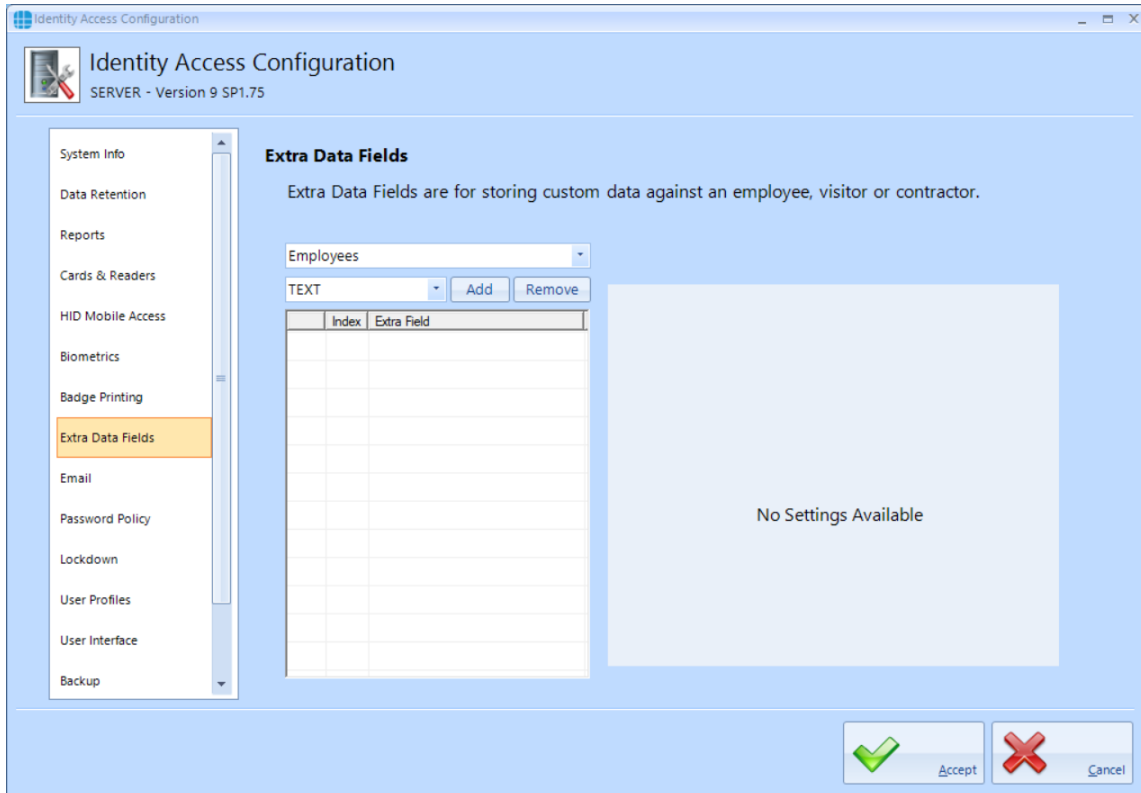 Identity Access Configuration
Identity Access Configuration
SERVER - Version 9 SP1.75
System Info
Data Retention
Reports
Cards & Readers
HID Mobile Access
Biometrics
Badge Printing
Extra Data Fields
Email
Password Policy
Lockdown
User Profiles
User Interface
Backup
Extra Data Fields
Extra Data Fields are for storing custom data against an employee, visitor or contractor.
Employees
TEXT Add Remove
Index Extra Field
No Settings Available
Accept Cancel